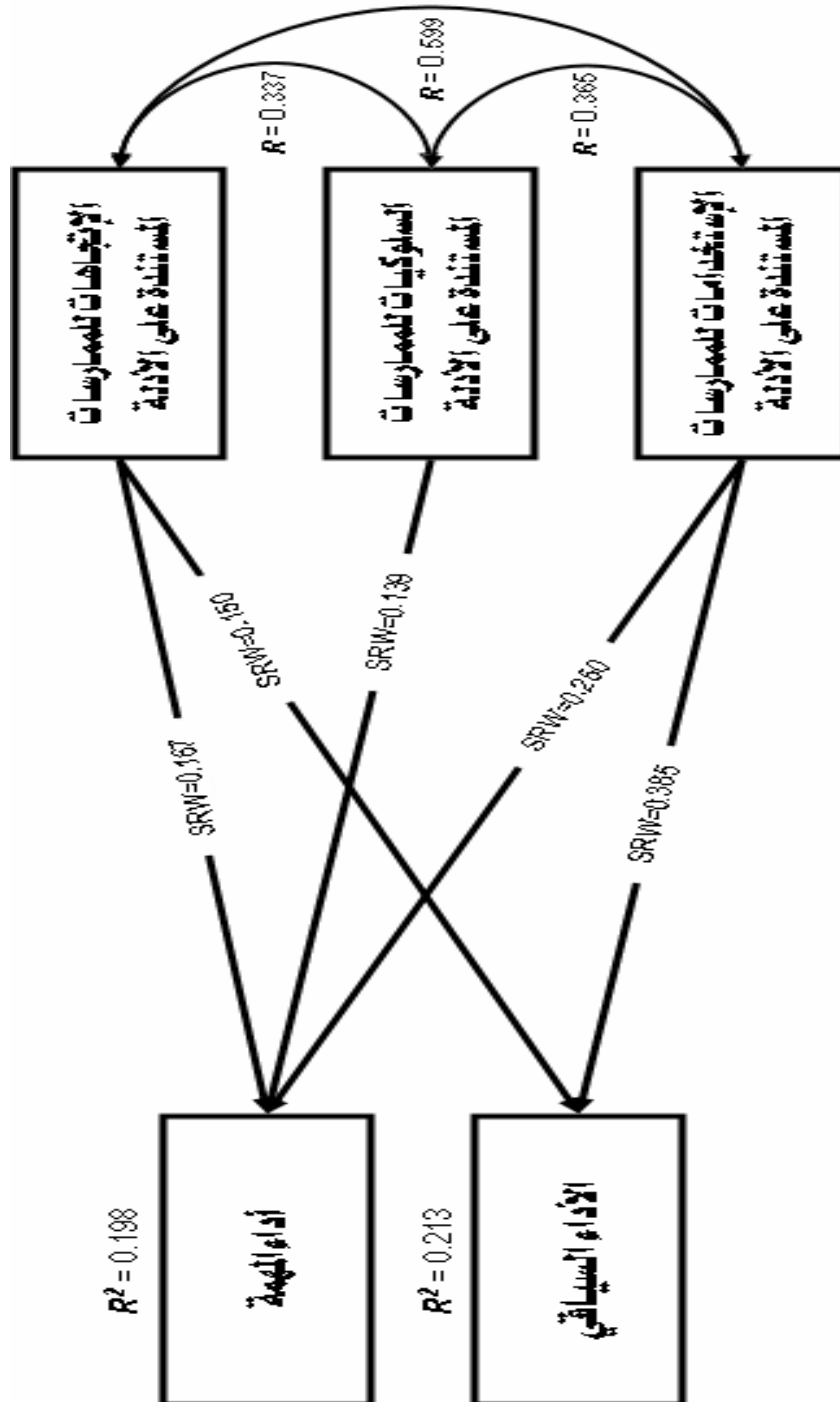 R = 0.599
R = 0.337
R = 0.365
الإتجاهات للممارسات
المستندة على الأدلة
السلوكيات للممارسات
المستندة على الأدلة
الإستخدامات للممارسات
المستندة على الأدلة
SRW=0.167
SRW=0.150
SRW=0.139
SRW=0.260
SRW=0.385
R² = 0.198
أداء المهمة
R² = 0.213
الأداء السياقي